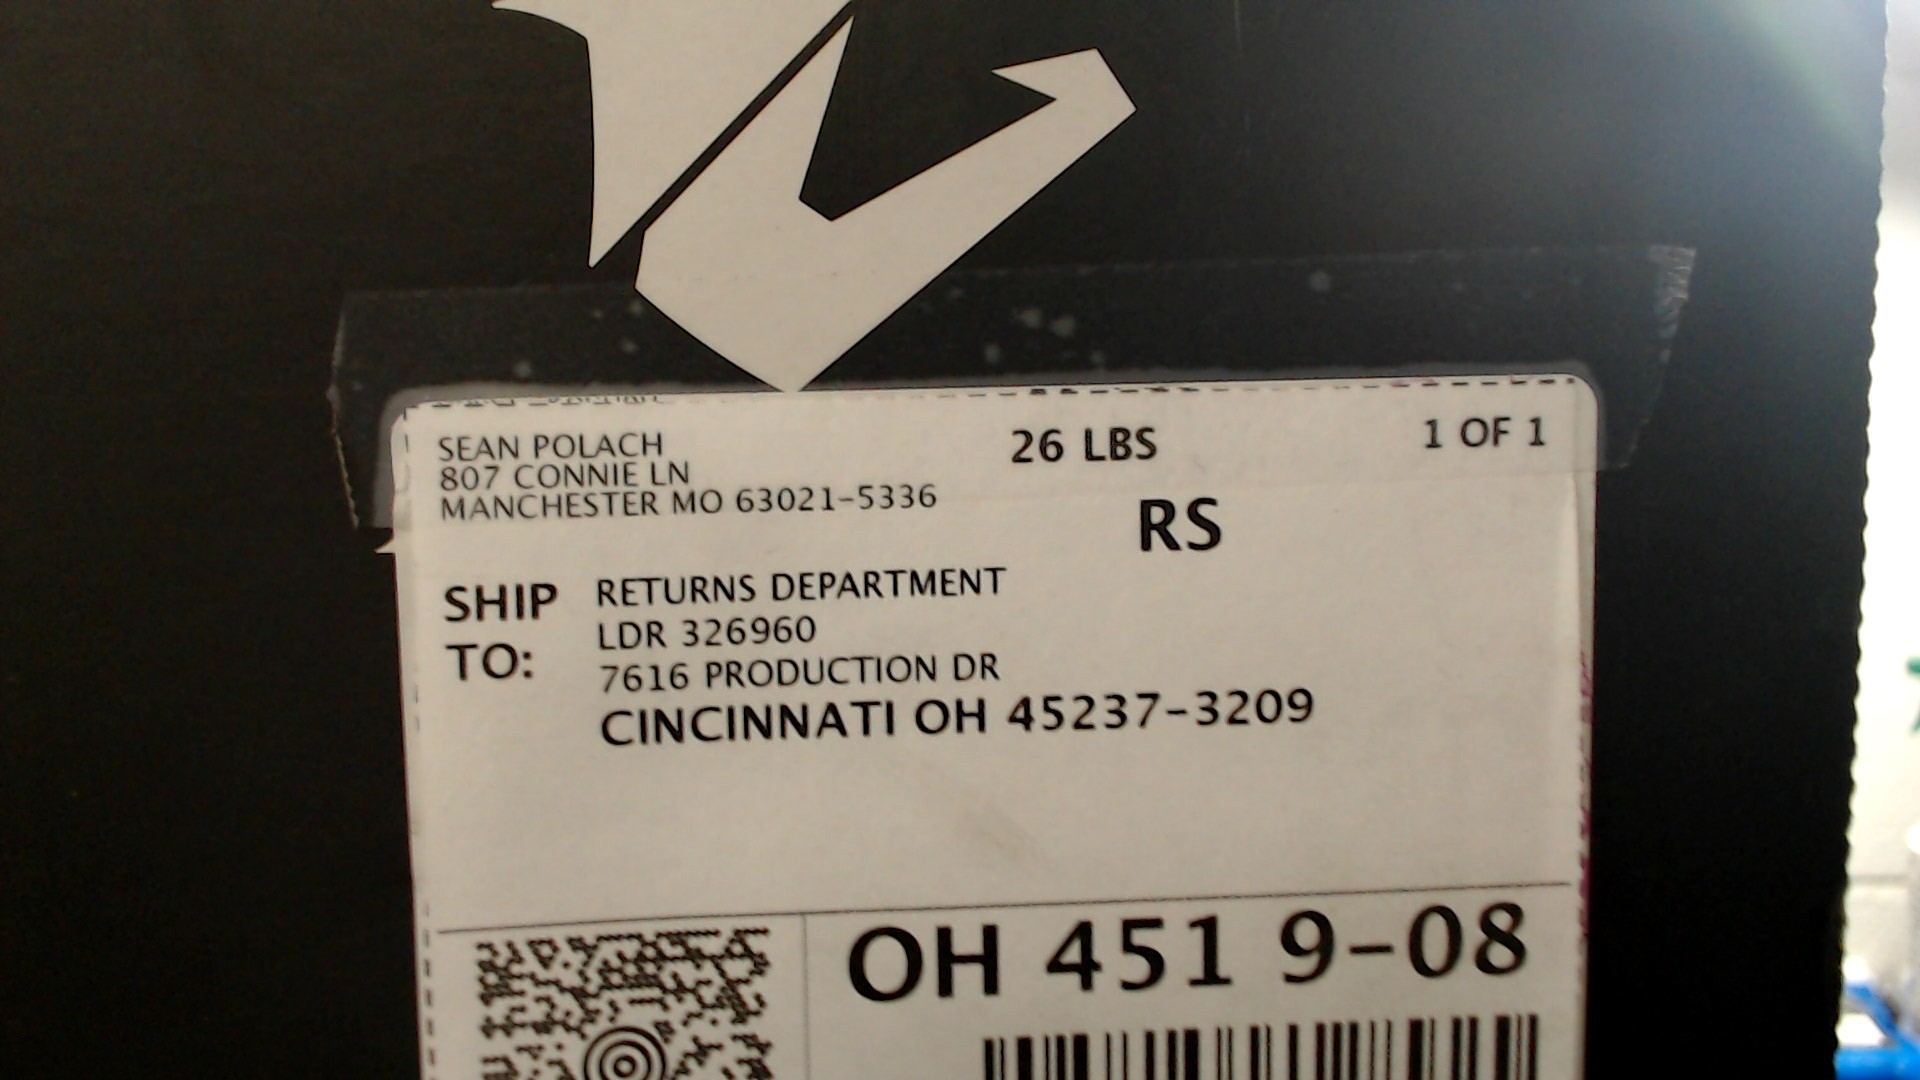 SEAN POLACH
807 CONNIE LN
MANCHESTER MO 63021-5336
26 LBS
1 OF 1
RS
SHIP TO:
RETURNS DEPARTMENT
LDR 326960
7616 PRODUCTION DR
CINCINNATI OH 45237-3209
OH 451 9-08